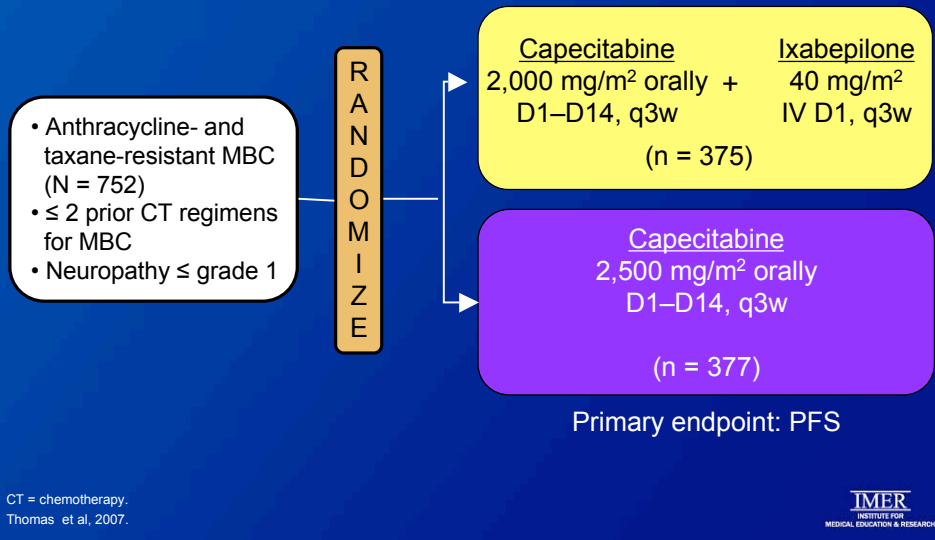 • Anthracycline- and
taxane-resistant MBC
(N = 752)
• ≤ 2 prior CT regimens
for MBC
• Neuropathy ≤ grade 1
R
A
N
D
O
M
I
Z
E
Capecitabine
2,000 mg/m² orally
D1–D14, q3w
+
Ixabepilone
40 mg/m²
IV D1, q3w
(n = 375)
Capecitabine
2,500 mg/m² orally
D1–D14, q3w
(n = 377)
Primary endpoint: PFS
CT = chemotherapy.
Thomas et al, 2007.
IMER
INSTITUTE FOR
MEDICAL EDUCATION & RESEARCH